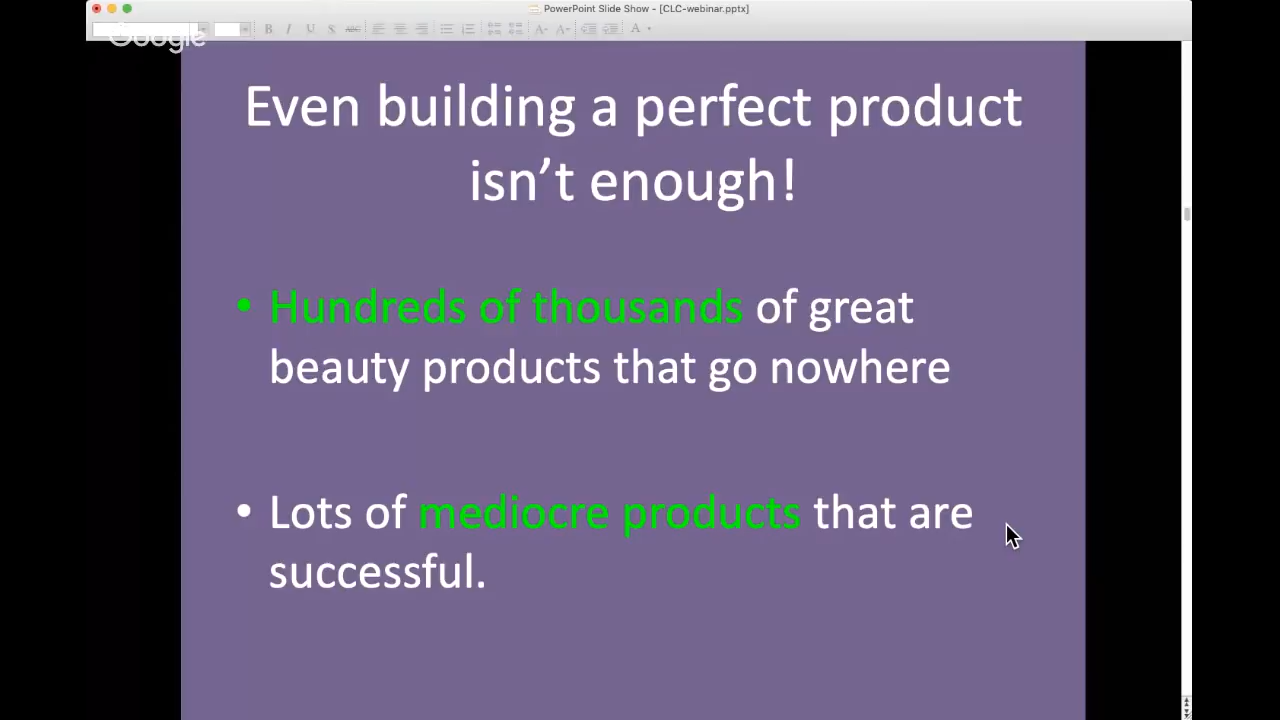 PowerPoint Slide Show - [CLC-webinar.pptx]
Google
B I U S ABC A A A
Even building a perfect product
isn’t enough!
• Hundreds of thousands of great
beauty products that go nowhere
• Lots of mediocre products that are
successful.